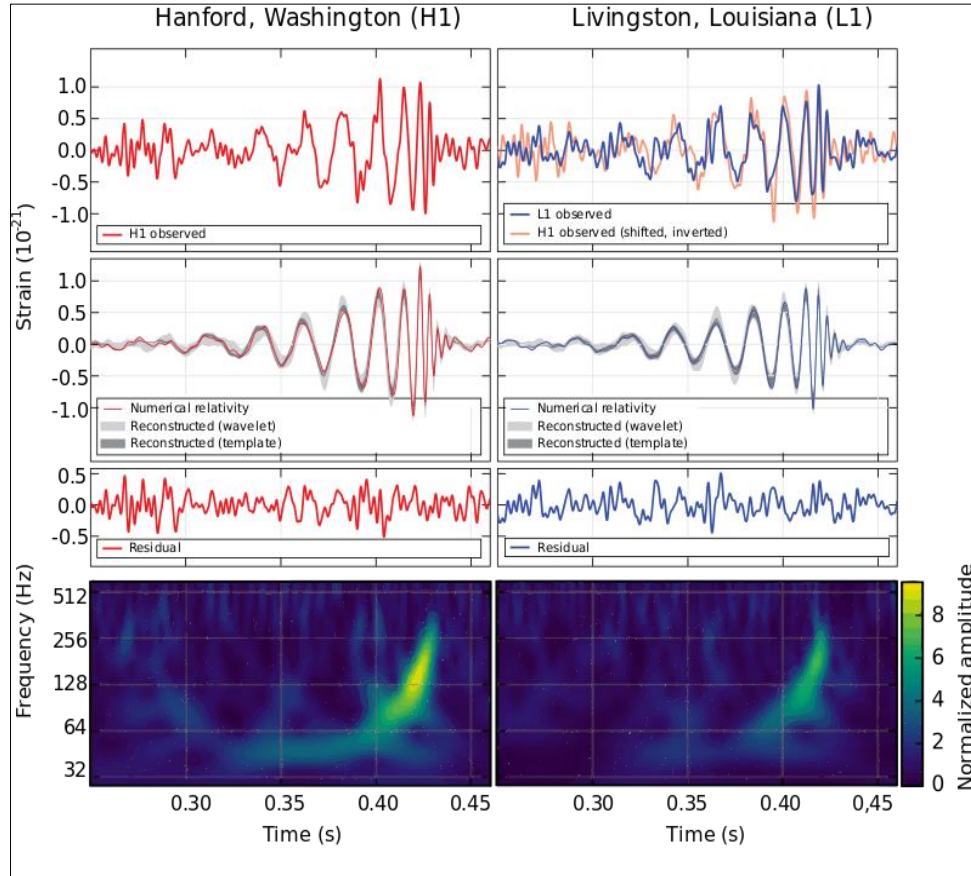 Hanford, Washington (H1)
Livingston, Louisiana (L1)
Strain (10-21)
1.0
0.5
0.0
-0.5
-1.0
H1 observed
L1 observed
H1 observed (shifted, inverted)
1.0
0.5
0.0
-0.5
-1.0
Numerical relativity
Reconstructed (wavelet)
Reconstructed (template)
Numerical relativity
Reconstructed (wavelet)
Reconstructed (template)
0.5
0.0
-0.5
Residual
Residual
Frequency (Hz)
512
256
128
64
32
Normalized amplitude
8
6
4
2
0
0.30
0.35
0.40
0.45
0.30
0.35
0.40
0,45
Time (s)
Time (s)